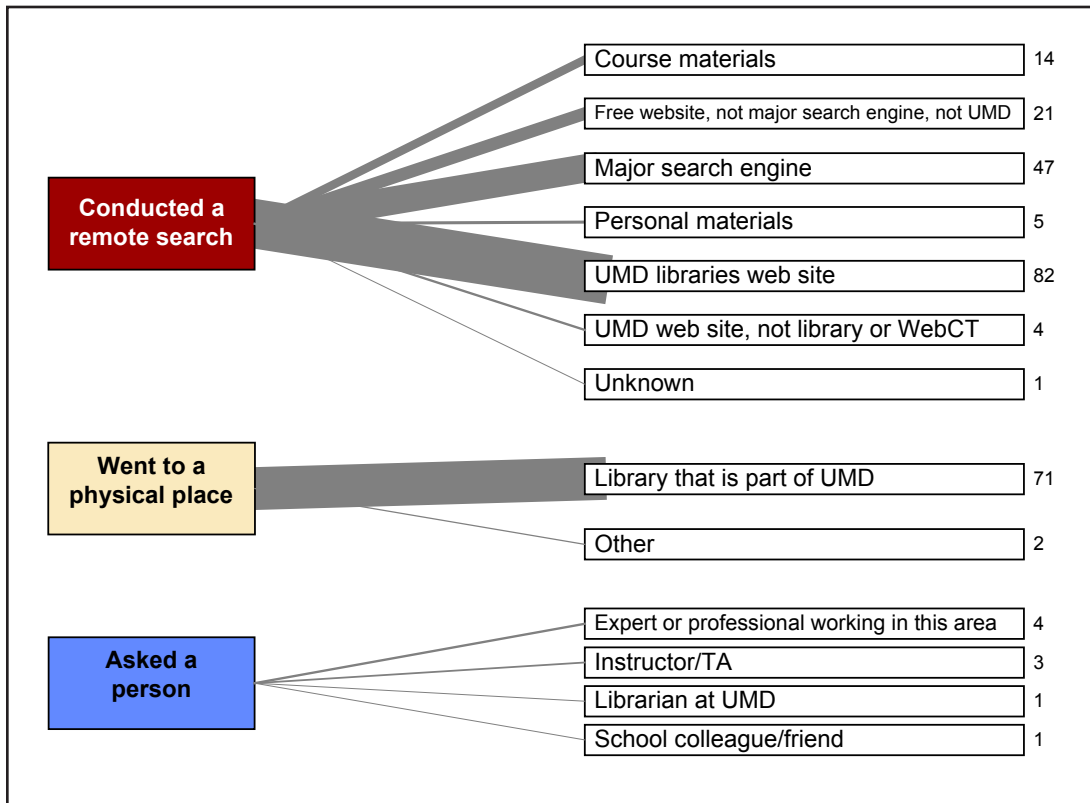 Course materials 14
Free website, not major search engine, not UMD 21
Major search engine 47
Conducted a
remote search
Personal materials 5
UMD libraries web site 82
UMD web site, not library or WebCT 4
Unknown 1
Went to a
physical place
Library that is part of UMD 71
Other 2
Expert or professional working in this area 4
Asked a
person
Instructor/TA 3
Librarian at UMD 1
School colleague/friend 1